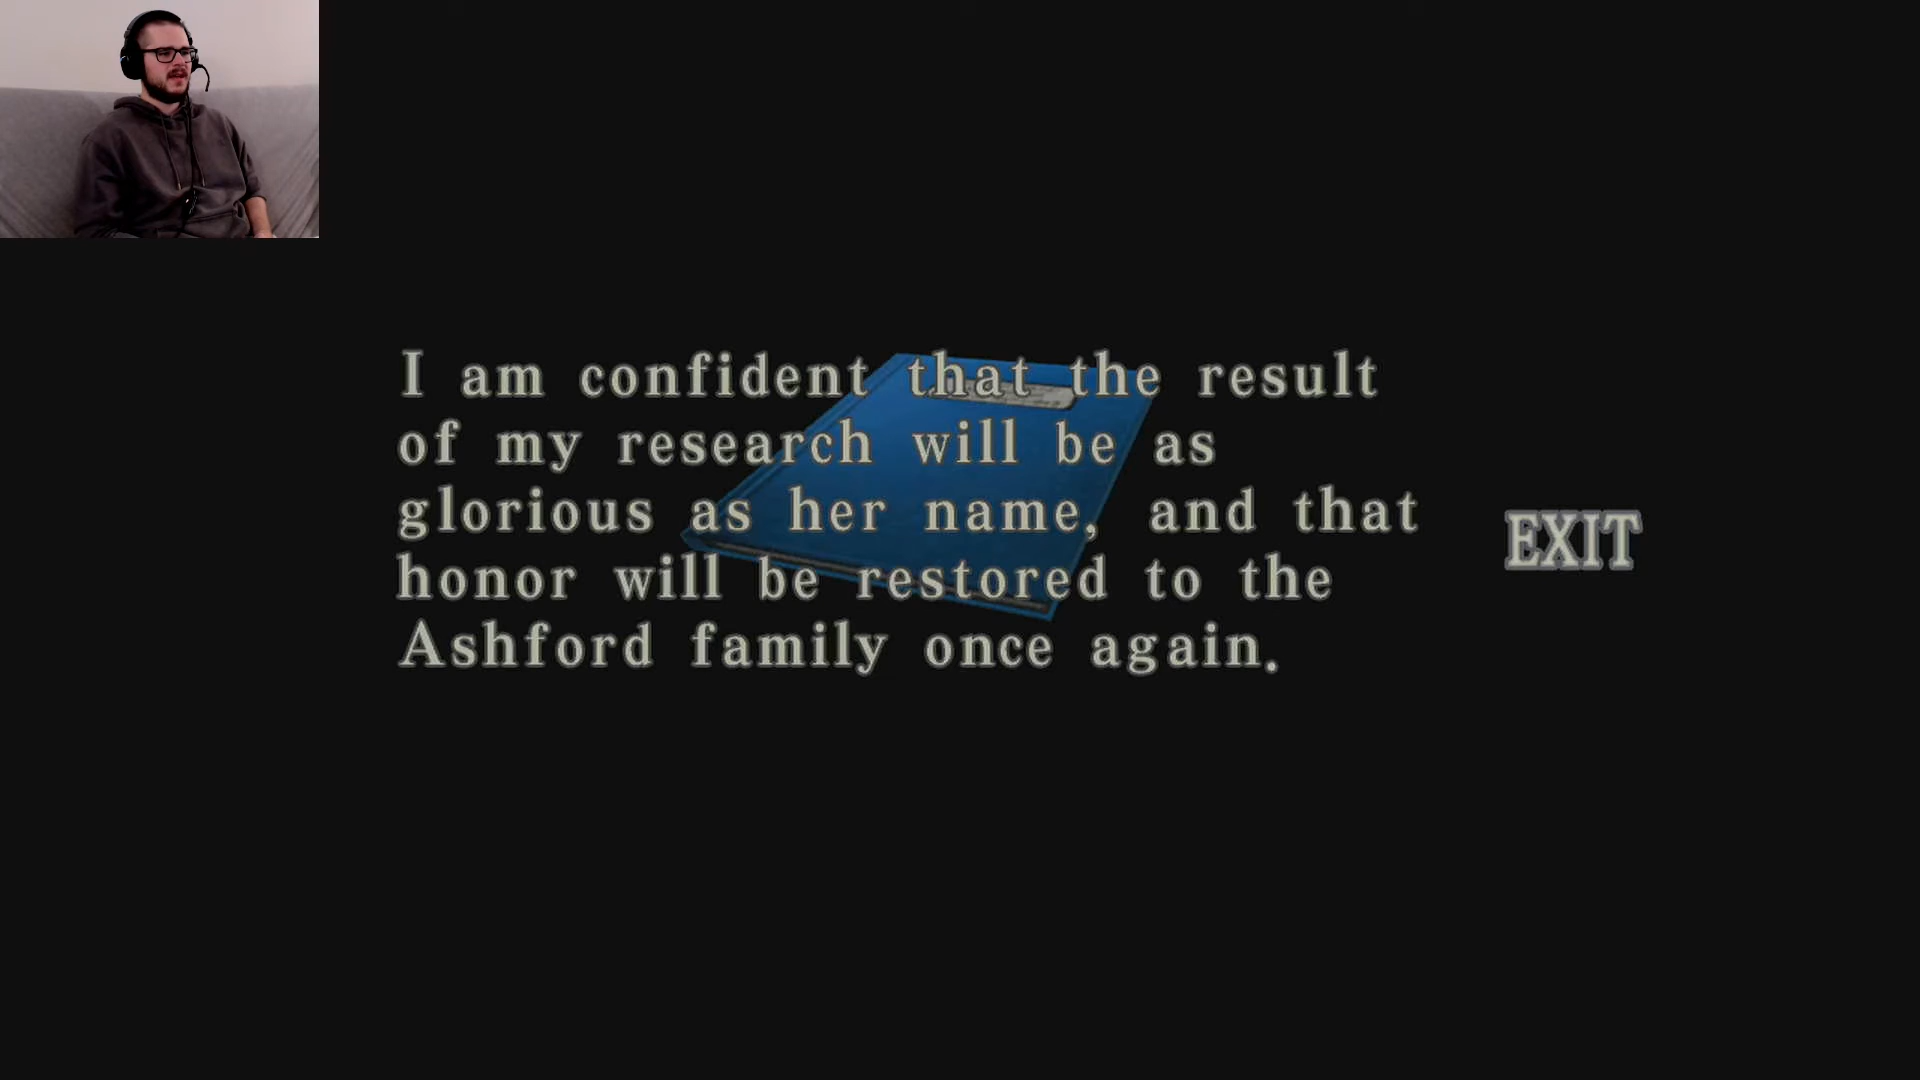 I am confident that the result
of my research will be as
glorious as her name, and that
honor will be restored to the
Ashford family once again.
EXIT